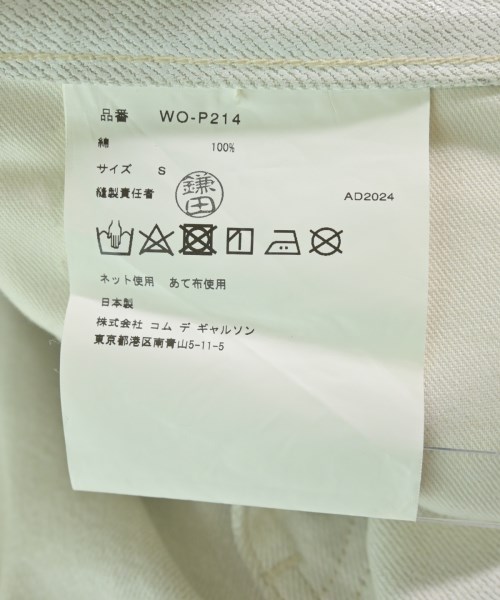 品番 WO-P214
綿 100%
サイズ S
縫製責任者 鎌田 AD2024
ネット使用 あて布使用
日本製
株式会社 コム デ ギャルソン
東京都港区南青山5-11-5